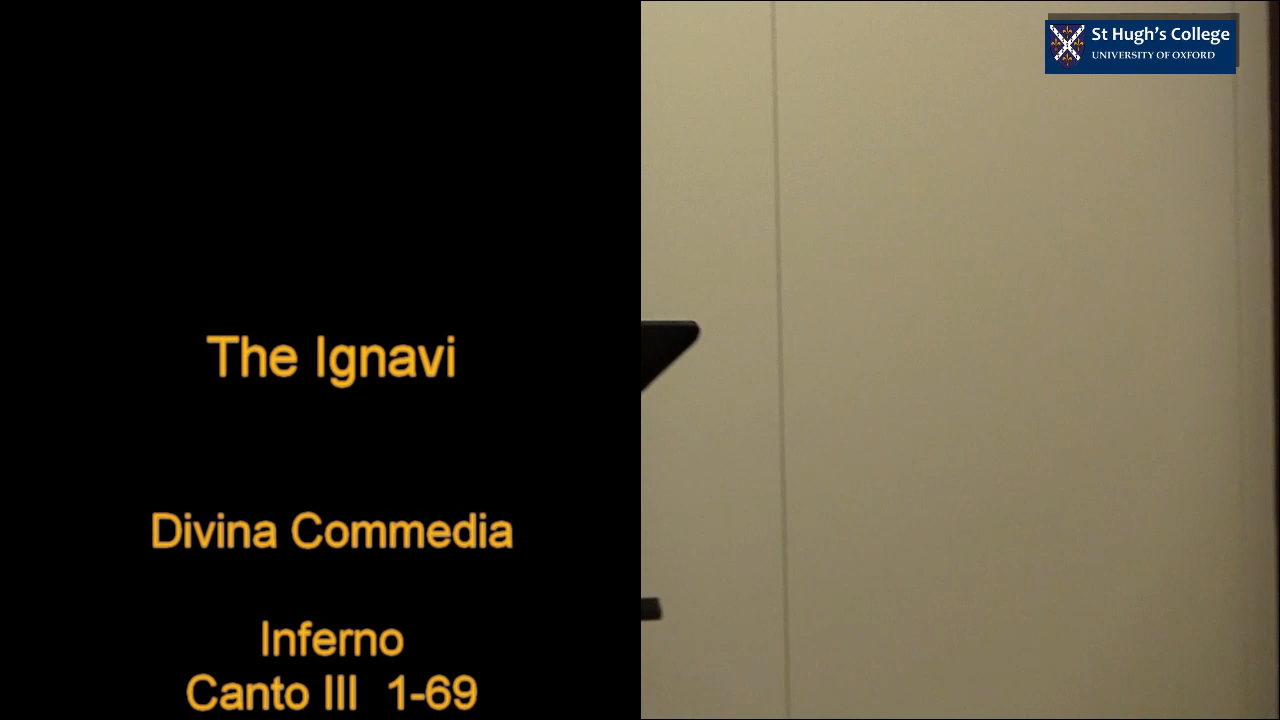 St Hugh's College
UNIVERSITY OF OXFORD
The Ignavi
Divina Commedia
Inferno
Canto III 1-69